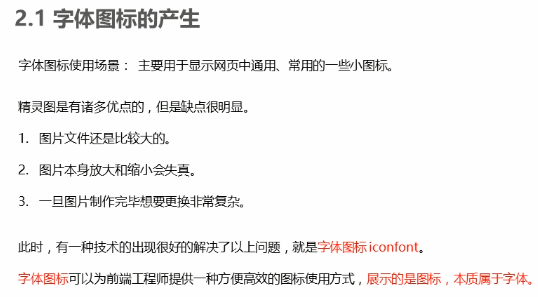 2.1 字体图标的产生
字体图标使用场景： 主要用于显示网页中通用、常用的一些小图标。
精灵图是有诸多优点的，但是缺点很明显。
1. 图片文件还是比较大的。
2. 图片本身放大和缩小会失真。
3. 一旦图片制作完毕想要更换非常复杂。
此时，有一种技术的出现很好的解决了以上问题，就是字体图标 iconfont。
字体图标可以为前端工程师提供一种方便高效的图标使用方式，展示的是图标，本质属于字体。